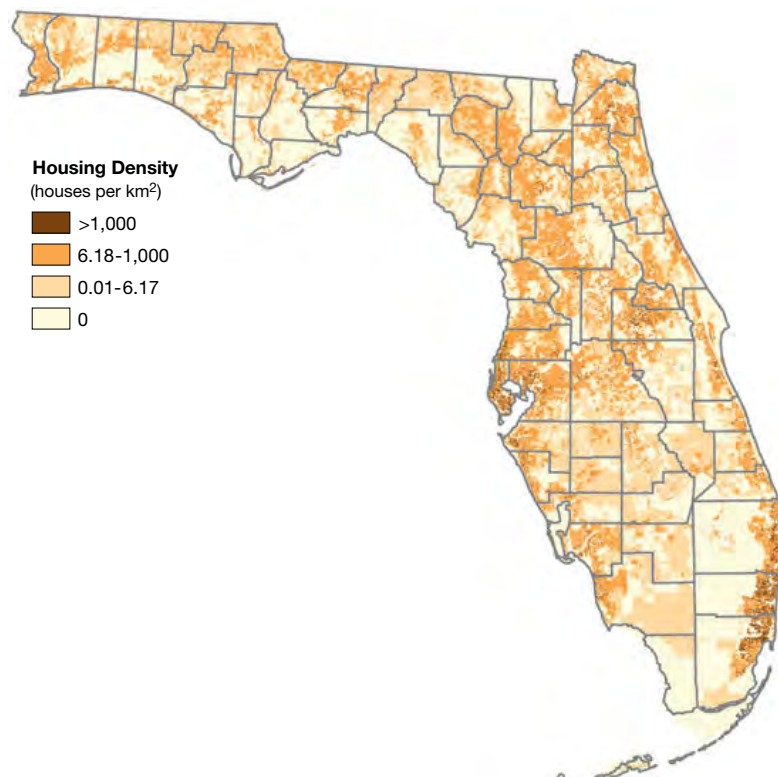 Housing Density
(houses per km²)
>1,000
6.18-1,000
0.01-6.17
0